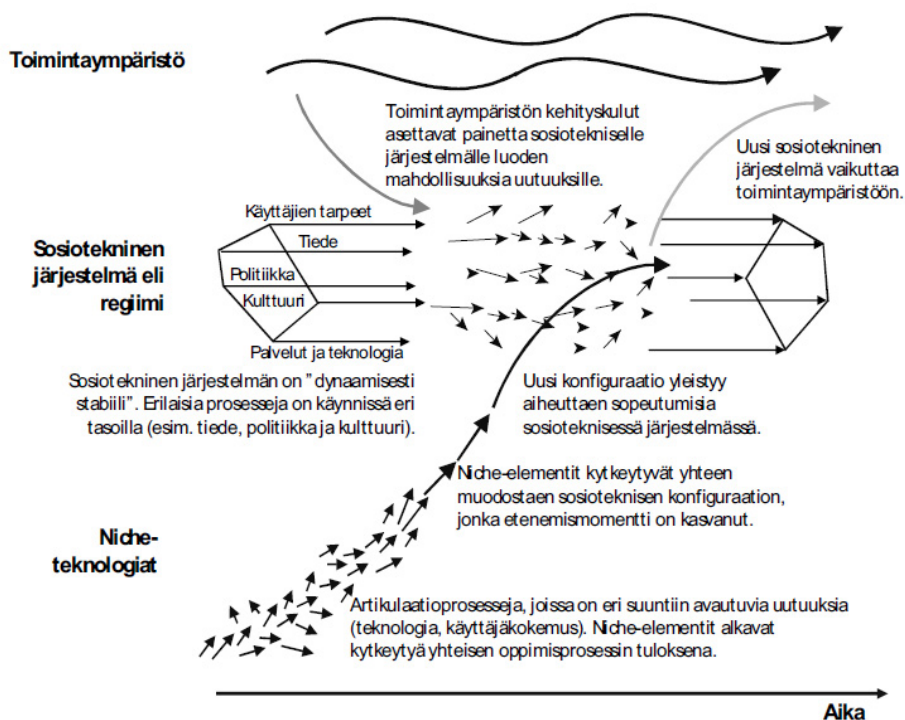 Toimintaympäristö
Toimintaympäristön kehityskulut
asettavat painetta sosiotekniselle
järjestelmälle luoden
mahdollisuuksia uutuuksille.
Uusi sosiotekninen
järjestelmä vaikuttaa
toimintaympäristöön.
Sosiotekninen
järjestelmä eli
regiimi
Käyttäjien tarpeet
Tiede
Politiikka
Kulttuuri
Palvelut ja teknologia
Sosiotekninen järjestelmän on "dynaamisesti
stabiili". Erilaisia prosesseja on käynnissä eri
tasoilla (esim. tiede, politiikka ja kulttuuri).
Uusi konfiguraatio yleistyy
aiheuttaen sopeutumisia
sosioteknisessä järjestelmässä.
Niche-elementit kytkeytyvät yhteen
muodostaen sosioteknisen konfiguraation,
jonka etenemismomentti on kasvanut.
Niche-
teknologiat
Artikulaatioprosesseja, joissa on eri suuntiin avautuvia uutuuksia
(teknologia, käyttäjäkokemus). Niche-elementit alkavat
kytkeytyä yhteisen oppimisprosessin tuloksena.
Aika